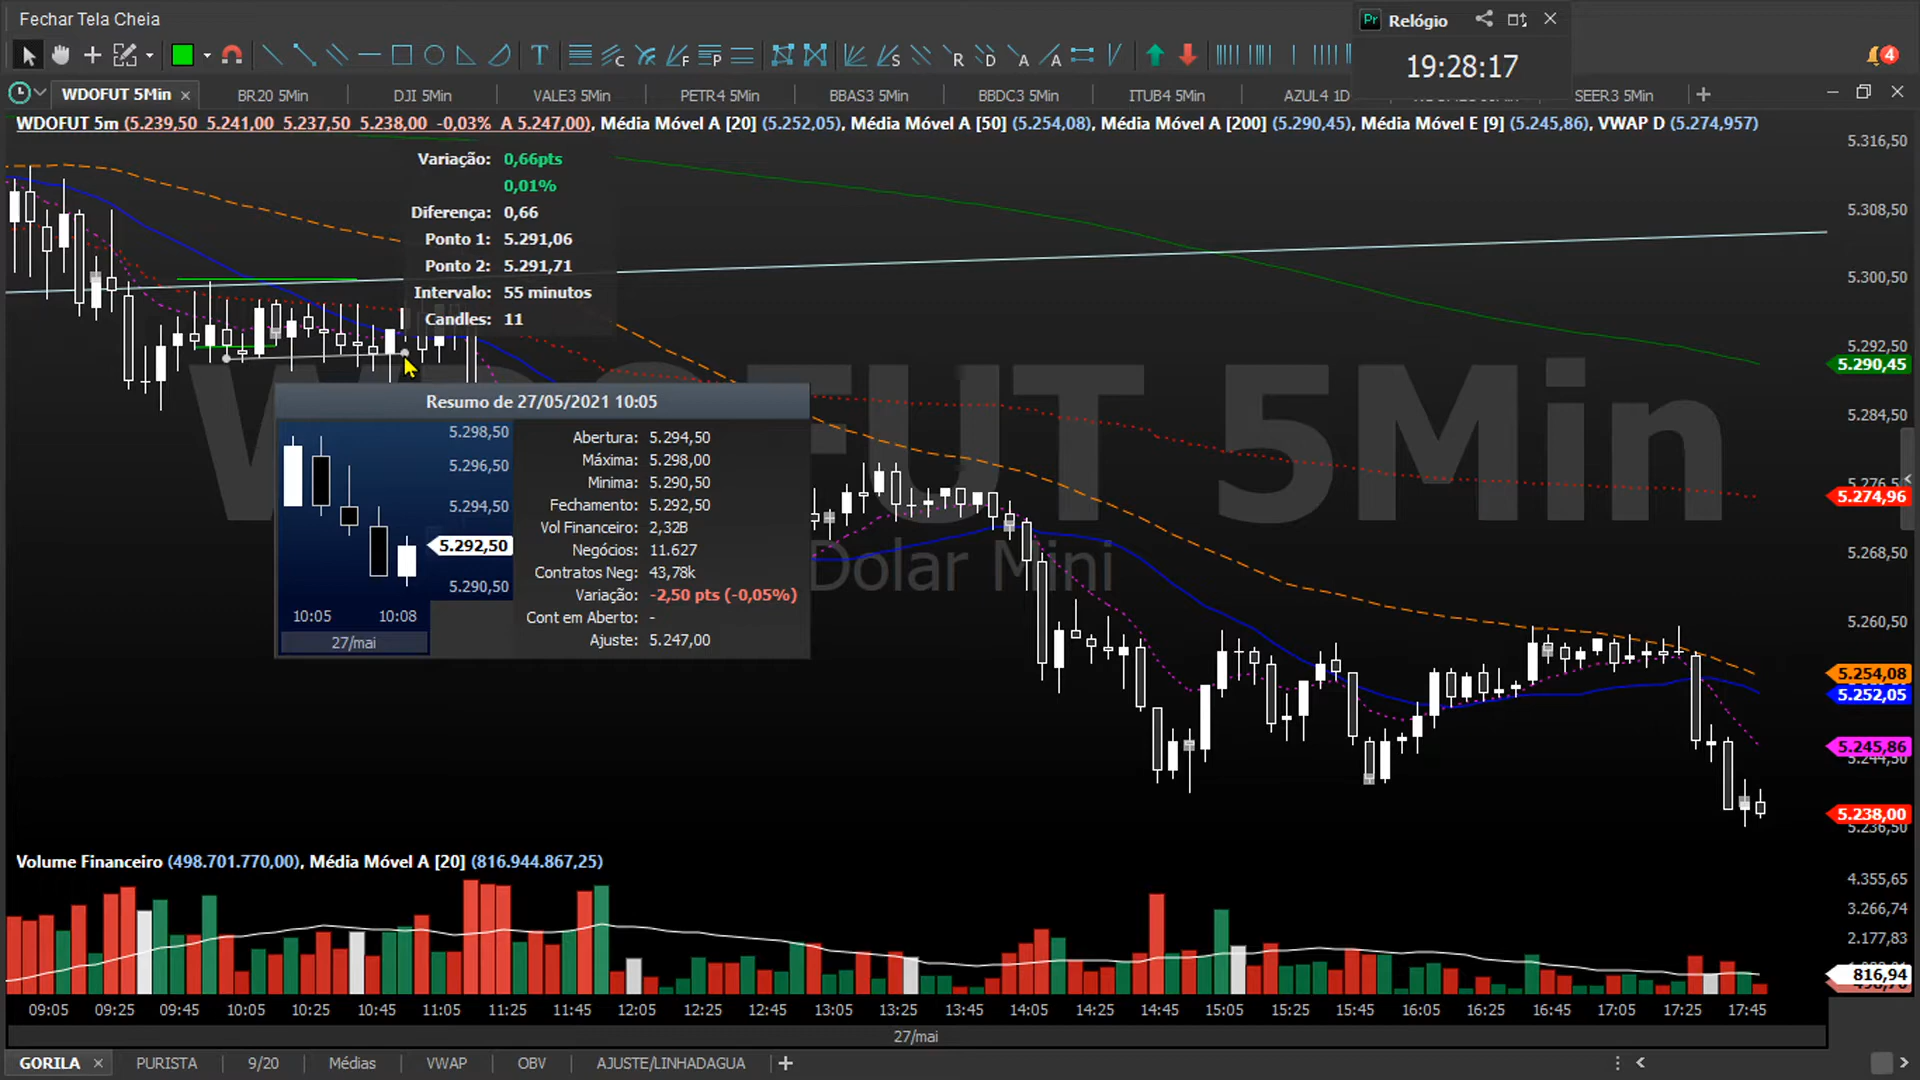 Fechar Tela Cheia
Relógio
19:28:17
4
WDOFUT 5Min
BR20 5Min
DJI 5Min
VALE3 5Min
PETR4 5Min
BBAS3 5Min
BBDC3 5Min
ITUB4 5Min
AZUL4 1D
SEER3 5Min
WDOFUT 5m (5.239,50 5.241,00 5.237,50 5.238,00 -0,03% A 5.247,00), Média Móvel A [20] (5.252,05), Média Móvel A [50] (5.254,08), Média Móvel A [200] (5.290,45), Média Móvel E [9] (5.245,86), VWAP D (5.274,957)
Variação: 0,66pts
0,01%
Diferença: 0,66
Ponto 1: 5.291,06
Ponto 2: 5.291,71
Intervalo: 55 minutos
Candles: 11
5.316,50
5.308,50
5.300,50
5.292,50
5.290,45
5.284,50
5.276,50
5.274,96
5.268,50
5.260,50
5.254,08
5.252,05
5.245,86
5.244,50
5.238,00
5.236,50
WDOFUT 5Min
Dolar Mini
Resumo de 27/05/2021 10:05
5.298,50
5.296,50
5.294,50
5.292,50
5.290,50
10:05 10:08
27/mai
Abertura: 5.294,50
Máxima: 5.298,00
Minima: 5.290,50
Fechamento: 5.292,50
Vol Financeiro: 2,32B
Negócios: 11.627
Contratos Neg: 43,78k
Variação: -2,50 pts (-0,05%)
Cont em Aberto: -
Ajuste: 5.247,00
Volume Financeiro (498.701.770,00), Média Móvel A [20] (816.944.867,25)
4.355,65
3.266,74
2.177,83
816,94
09:05 09:25 09:45 10:05 10:25 10:45 11:05 11:25 11:45 12:05 12:25 12:45 13:05 13:25 13:45 14:05 14:25 14:45 15:05 15:25 15:45 16:05 16:25 16:45 17:05 17:25 17:45
27/mai
GORILA
PURISTA
9/20
Médias
VWAP
OBV
AJUSTE/LINHADAGUA